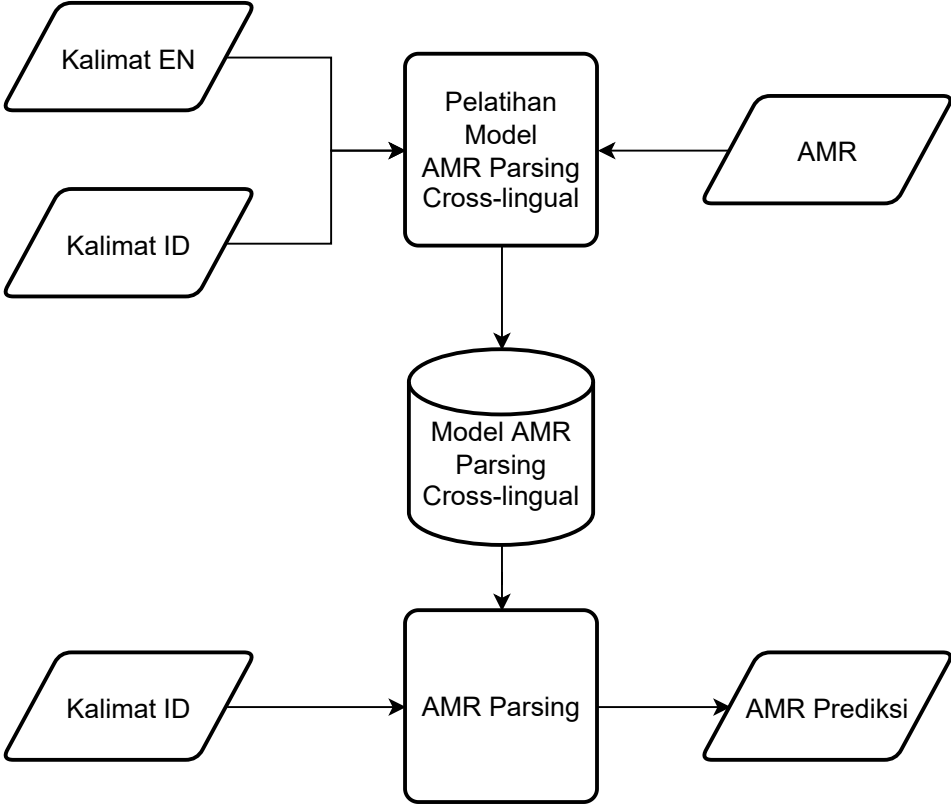 Kalimat EN
Pelatihan
Model
AMR Parsing
Cross-lingual
AMR
Kalimat ID
Model AMR
Parsing
Cross-lingual
Kalimat ID
AMR Parsing
AMR Prediksi